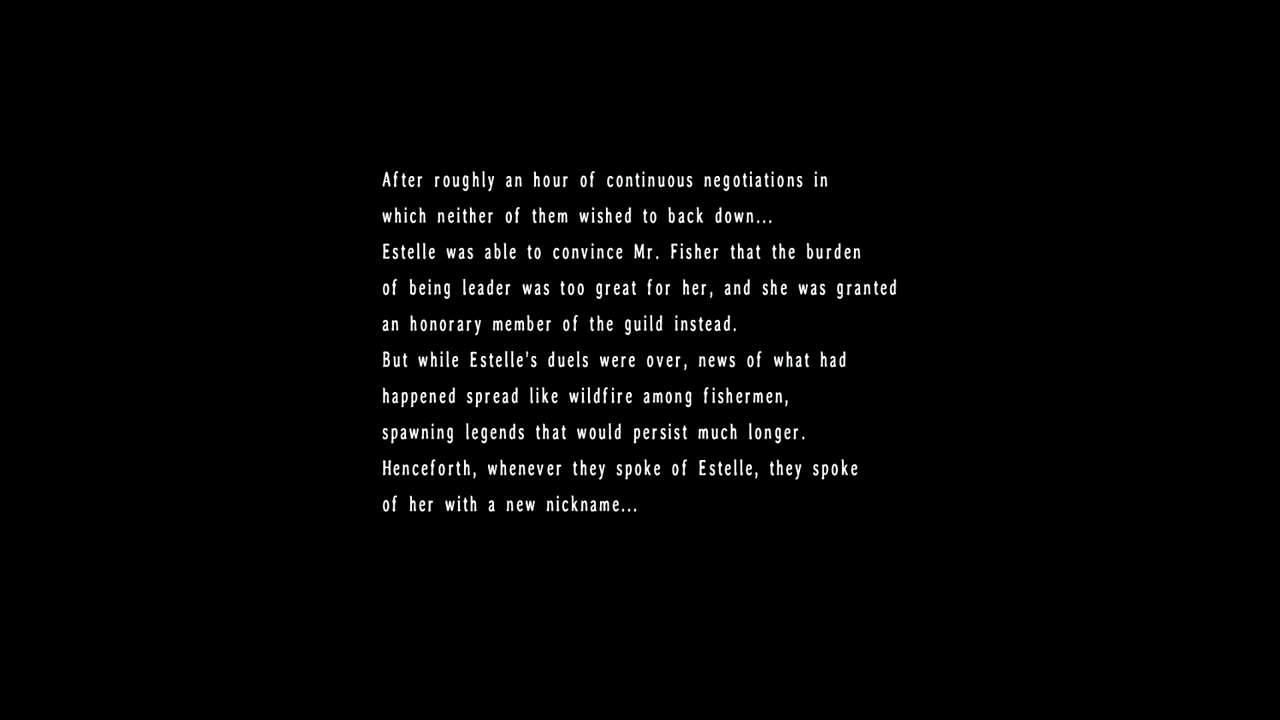 After roughly an hour of continuous negotiations in
which neither of them wished to back down...
Estelle was able to convince Mr. Fisher that the burden
of being leader was too great for her, and she was granted
an honorary member of the guild instead.
But while Estelle's duels were over, news of what had
happened spread like wildfire among fishermen,
spawning legends that would persist much longer.
Henceforth, whenever they spoke of Estelle, they spoke
of her with a new nickname...